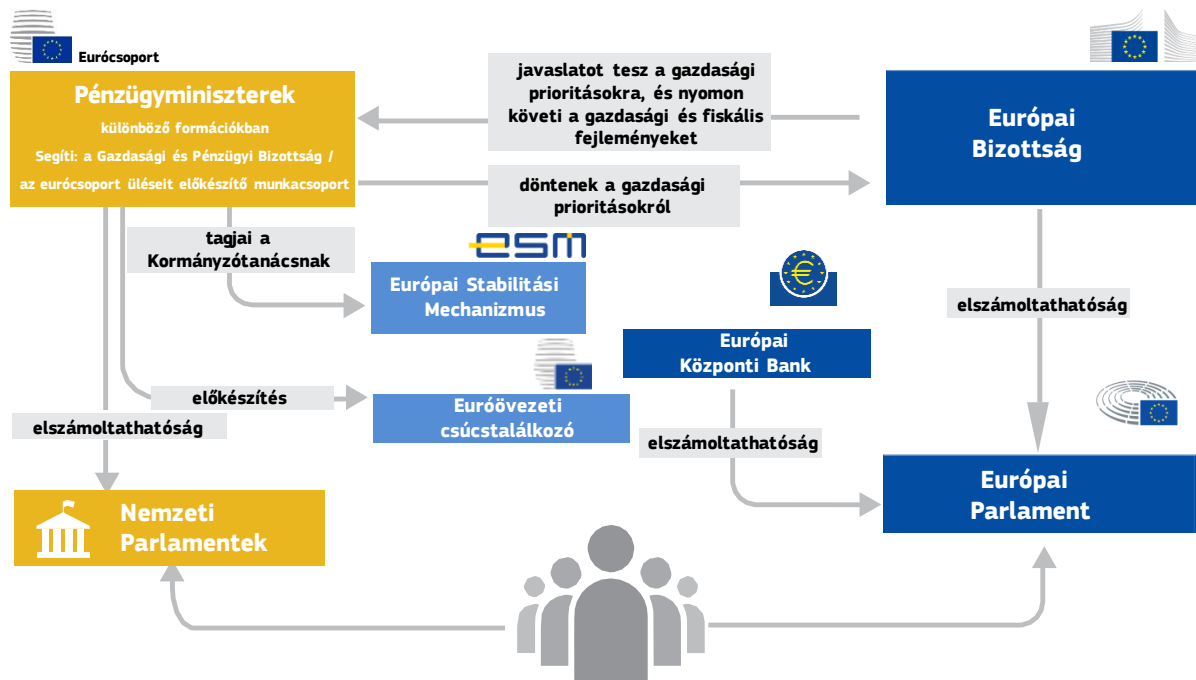 Eurócsoport
Pénzügyminiszterek
különböző formációkban
Segíti: a Gazdasági és Pénzügyi Bizottság /
az eurócsoport üléseit előkészítő munkacsoport
javaslatot tesz a gazdasági
prioritásokra, és nyomon
követi a gazdasági és fiskális
fejleményeket
Európai
Bizottság
döntenek a gazdasági
prioritásokról
tagjai a
Kormányzótanácsnak
esm
Európai Stabilitási
Mechanizmus
€
elszámoltathatóság
Európai
Központi Bank
előkészítés
Euróövezeti
csúcstalálkozó
elszámoltathatóság
elszámoltathatóság
Európai
Parlament
Nemzeti
Parlamentek